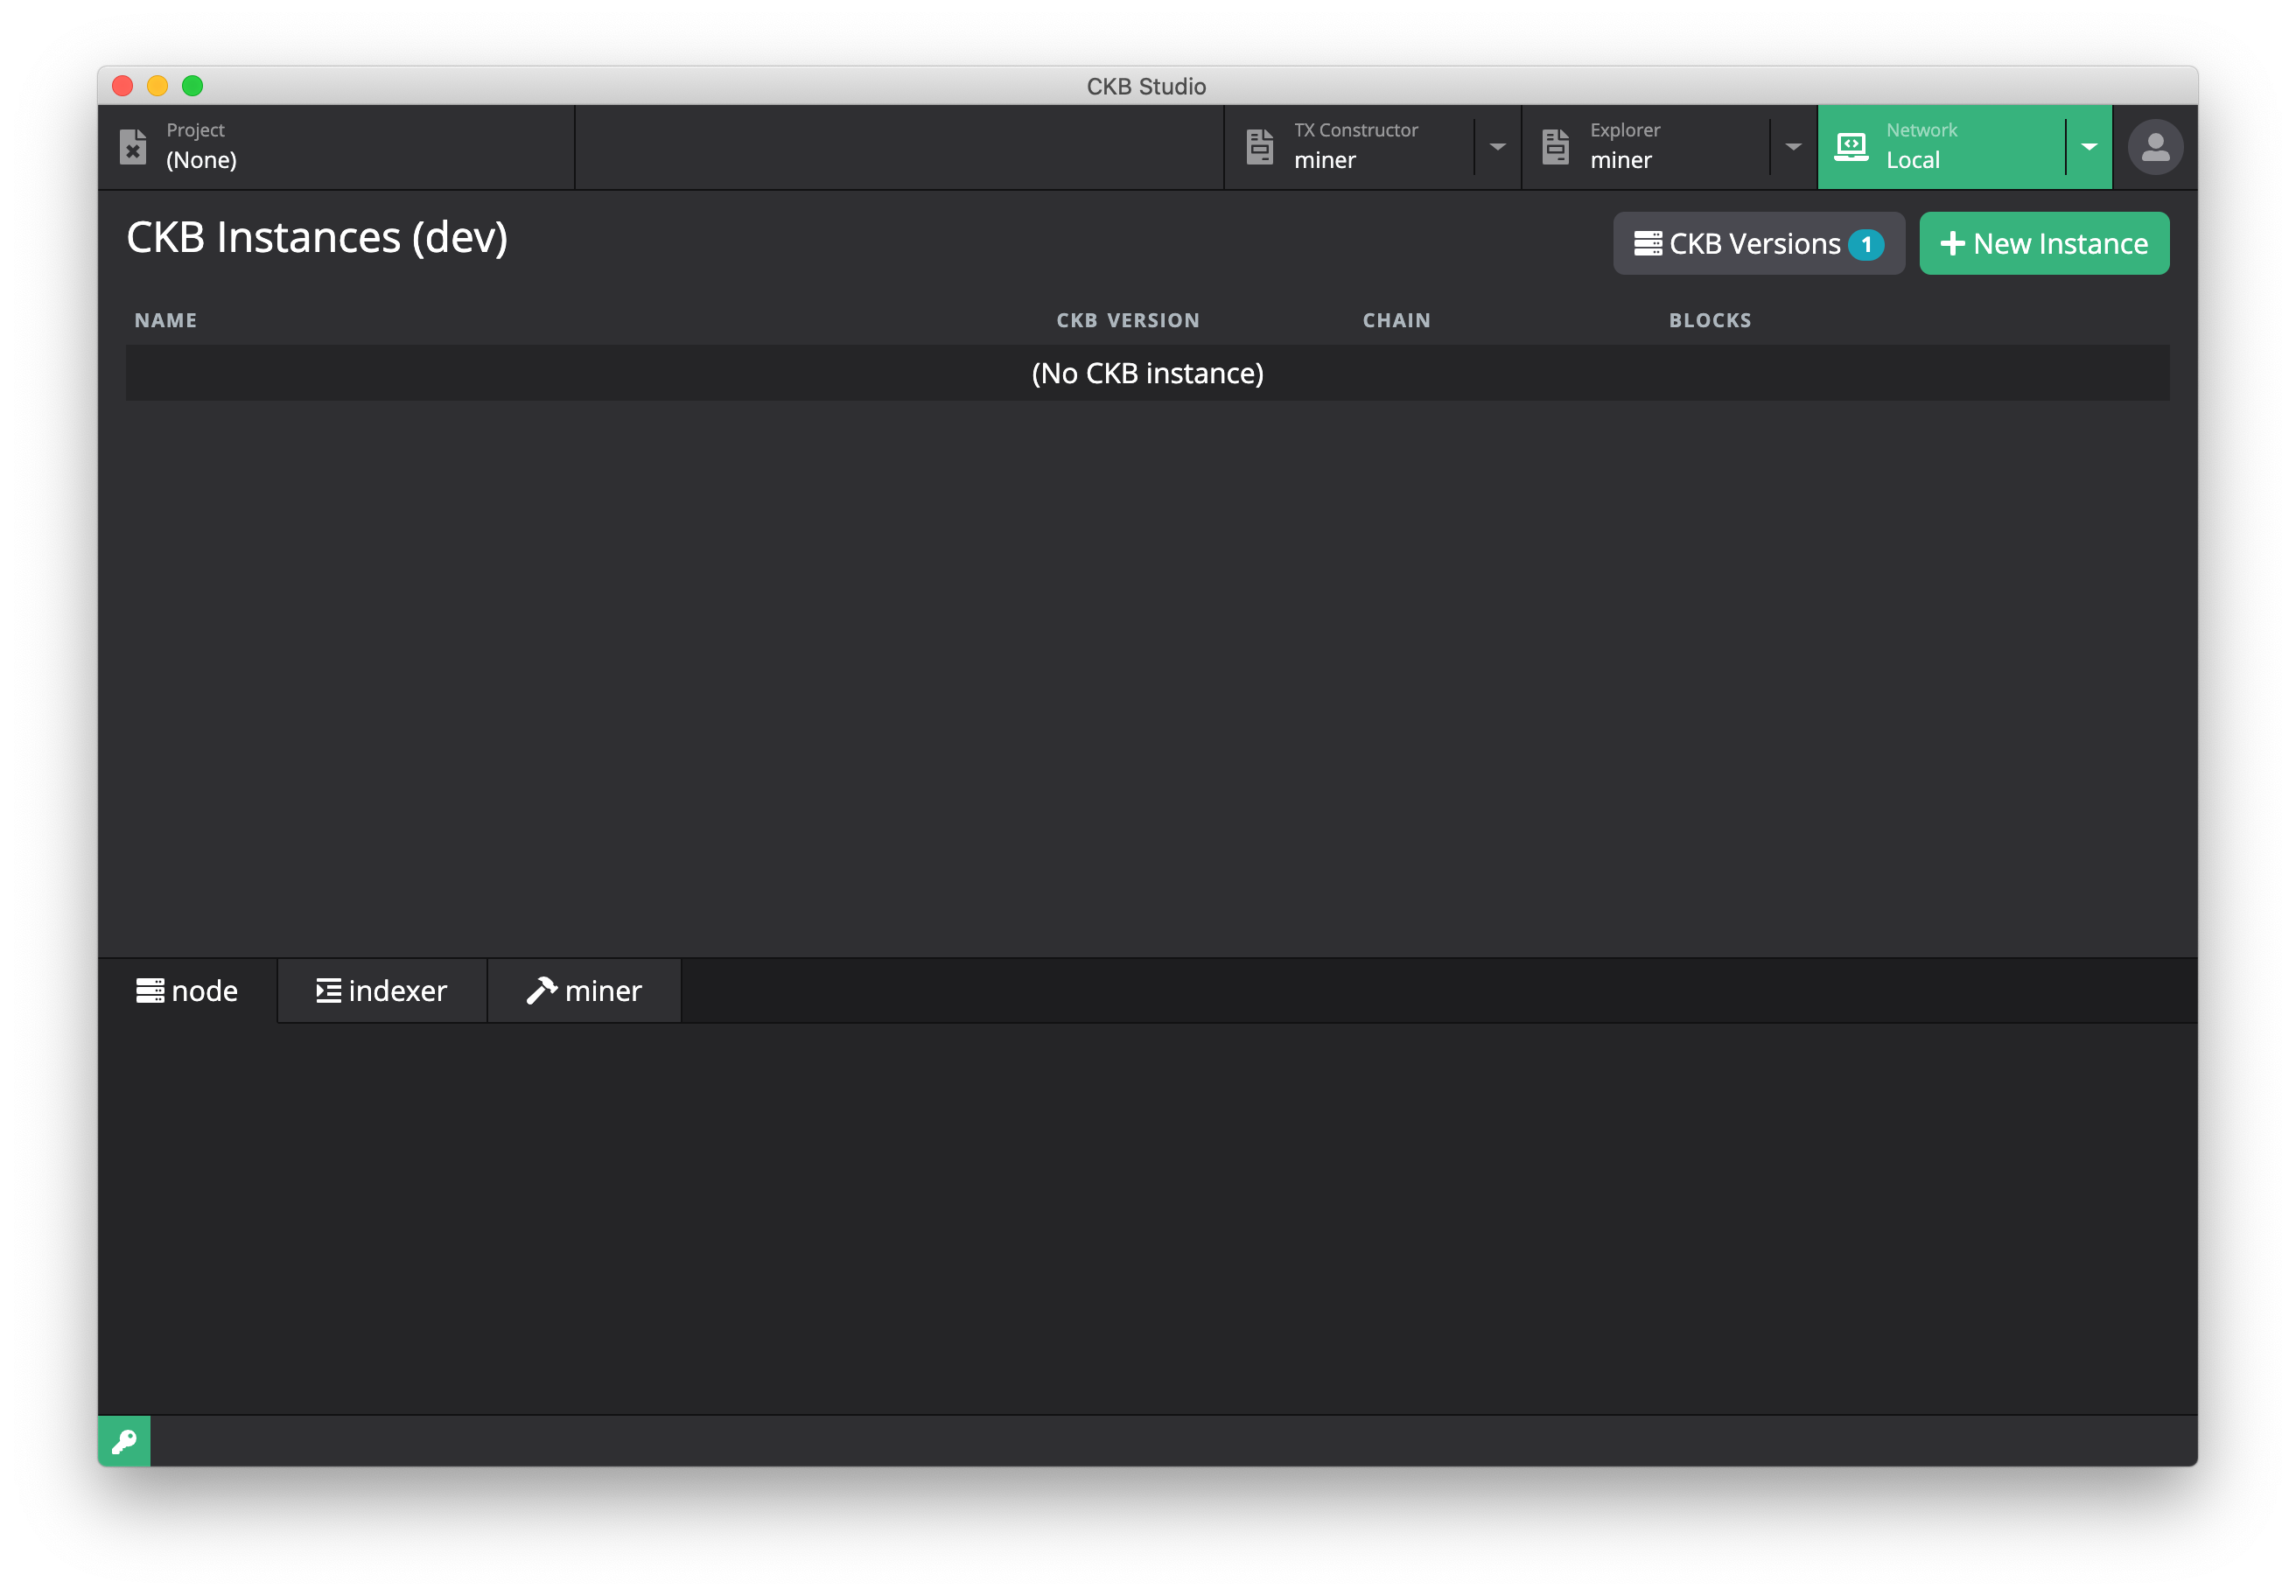 CKB Studio
Project
(None)
TX Constructor
miner
Explorer
miner
Network
Local
CKB Instances (dev)
CKB Versions 1
New Instance
NAME CKB VERSION CHAIN BLOCKS
(No CKB instance)
node indexer miner